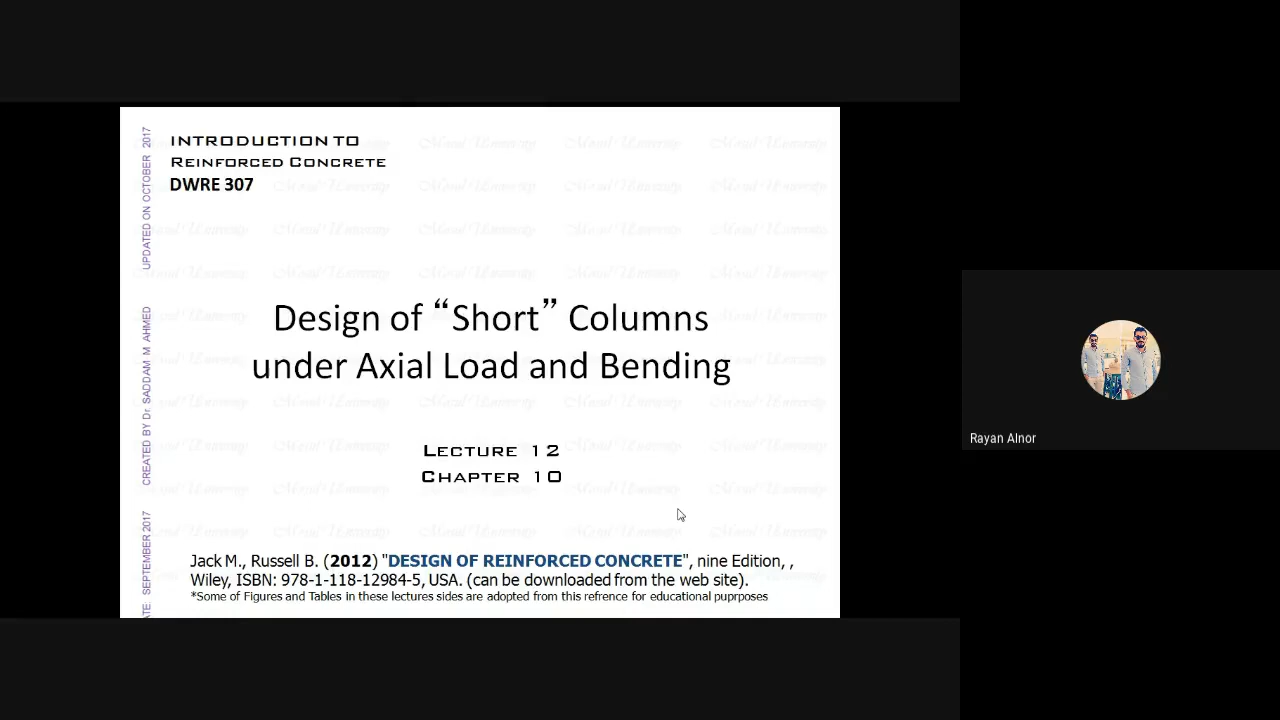 INTRODUCTION TO
REINFORCED CONCRETE
DWRE 307
UPDATED ON OCTOBER 2017
CREATED BY Dr. SADDAM M AHMED
ATE: SEPTEMBER 2017
Design of “Short” Columns
under Axial Load and Bending
LECTURE 12
CHAPTER 10
Jack M., Russell B. (2012) "DESIGN OF REINFORCED CONCRETE", nine Edition, ,
Wiley, ISBN: 978-1-118-12984-5, USA. (can be downloaded from the web site).
*Some of Figures and Tables in these lectures sides are adopted from this refrence for educational puprposes
Rayan Alnor